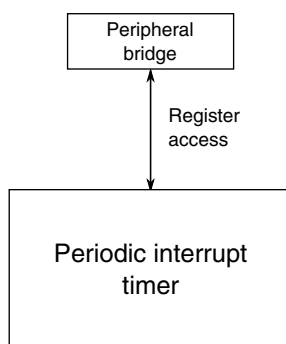 Peripheral
bridge
Register
access
Periodic interrupt
timer